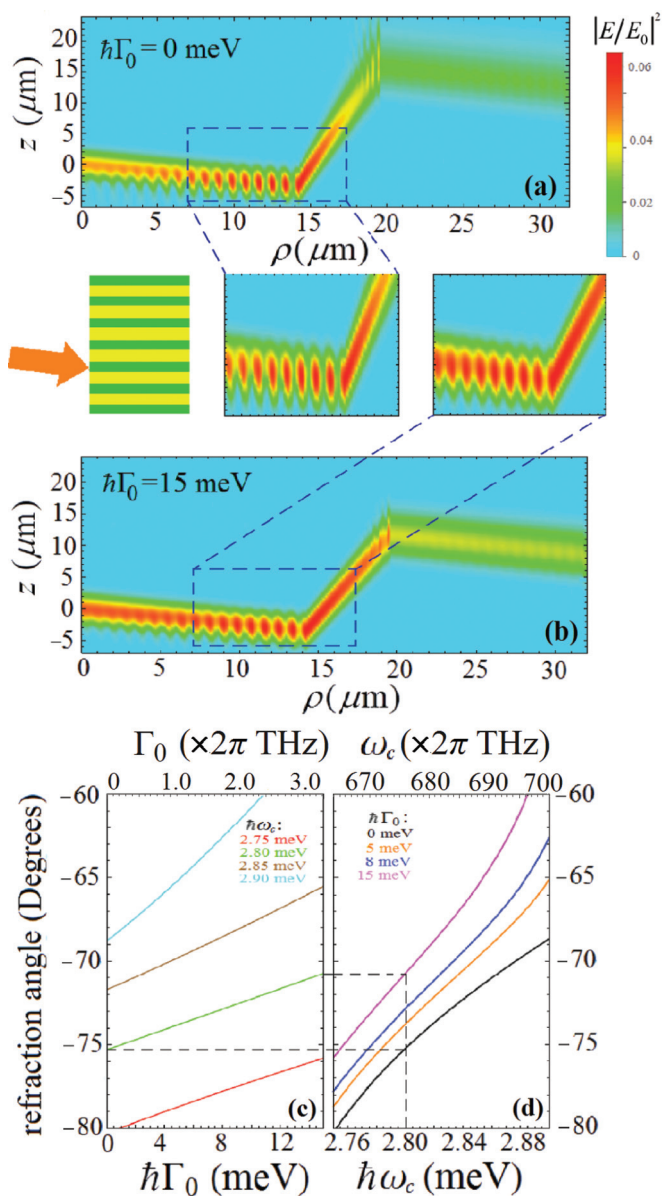 ħΓ₀ = 0 meV
|E/E₀|²
z (μm)
20
15
10
5
0
−5
0.06
0.04
0.02
0
(a)
0 5 10 15 20 25 30
ρ(μm)
ħΓ₀ =15 meV
z (μm)
20
15
10
5
0
−5
(b)
0 5 10 15 20 25 30
ρ(μm)
Γ₀ (×2π THz)
ω_c (×2π THz)
0 1.0 2.0 3.0
670 680 690 700
refraction angle (Degrees)
−60
−65
−70
−75
−80
ħω_c:
2.75 meV
2.80 meV
2.85 meV
2.90 meV
(c)
ħΓ₀ :
0 meV
5 meV
8 meV
15 meV
(d)
−60
−65
−70
−75
−80
0 4 8 12
2.76 2.80 2.84 2.88
ħΓ₀ (meV)
ħω_c (meV)